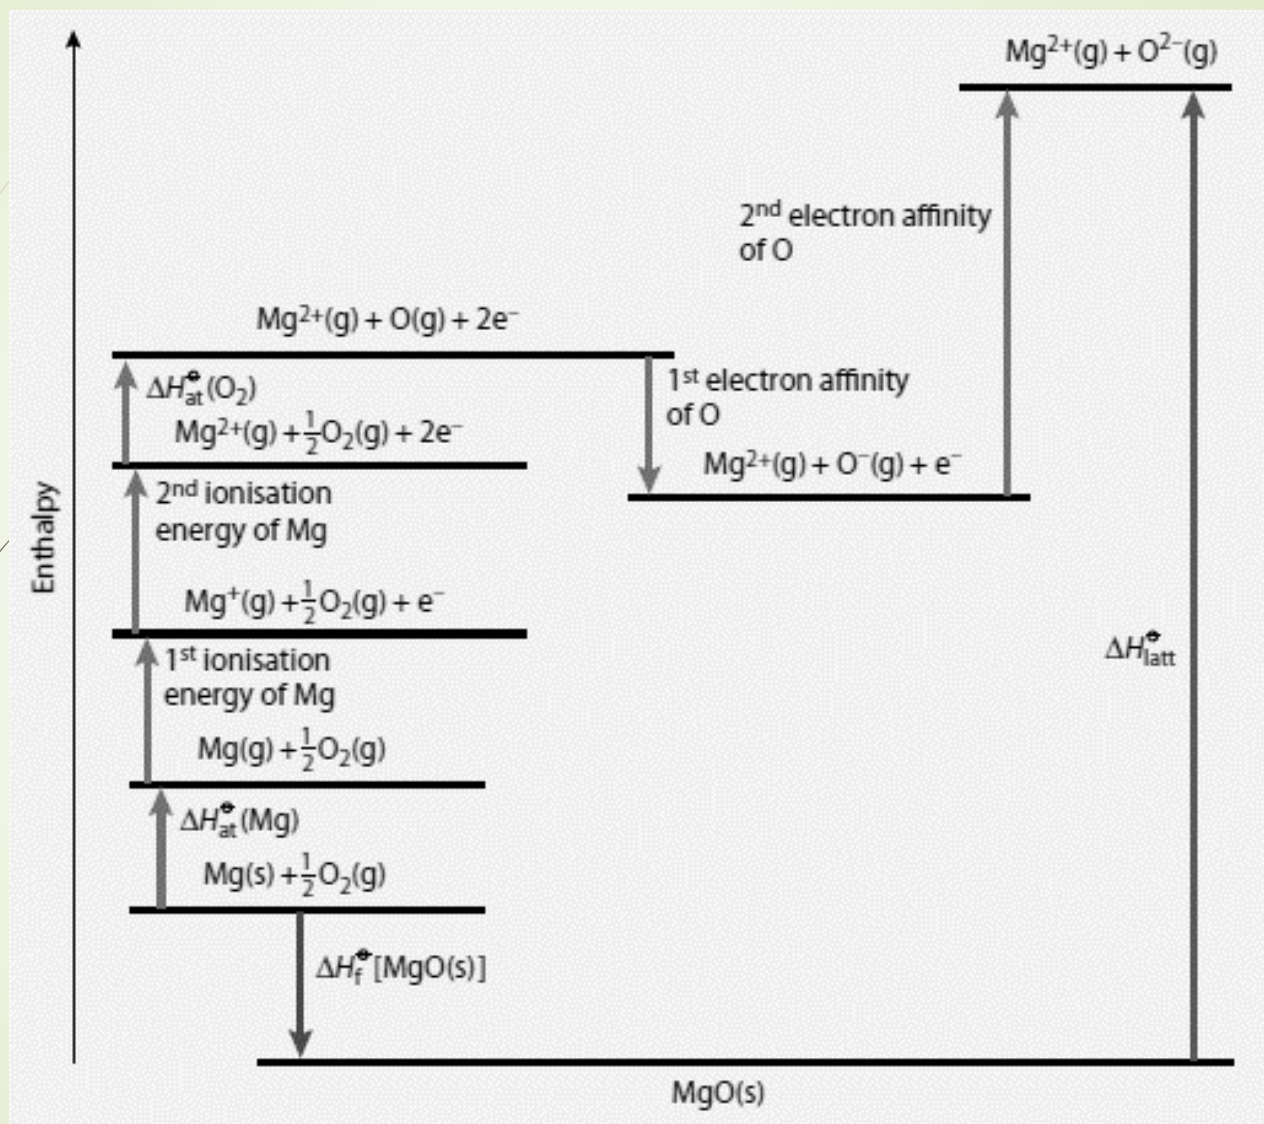 Mg²⁺(g) + O²⁻(g)
2nd electron affinity
of O
Mg²⁺(g) + O(g) + 2e⁻
ΔH⦵at(O₂)
1st electron affinity
of O
Mg²⁺(g) + ½O₂(g) + 2e⁻
Mg²⁺(g) + O⁻(g) + e⁻
2nd ionisation
energy of Mg
Enthalpy
Mg⁺(g) + ½O₂(g) + e⁻
1st ionisation
energy of Mg
ΔH⦵latt
Mg(g) + ½O₂(g)
ΔH⦵at(Mg)
Mg(s) + ½O₂(g)
ΔH⦵f[MgO(s)]
MgO(s)